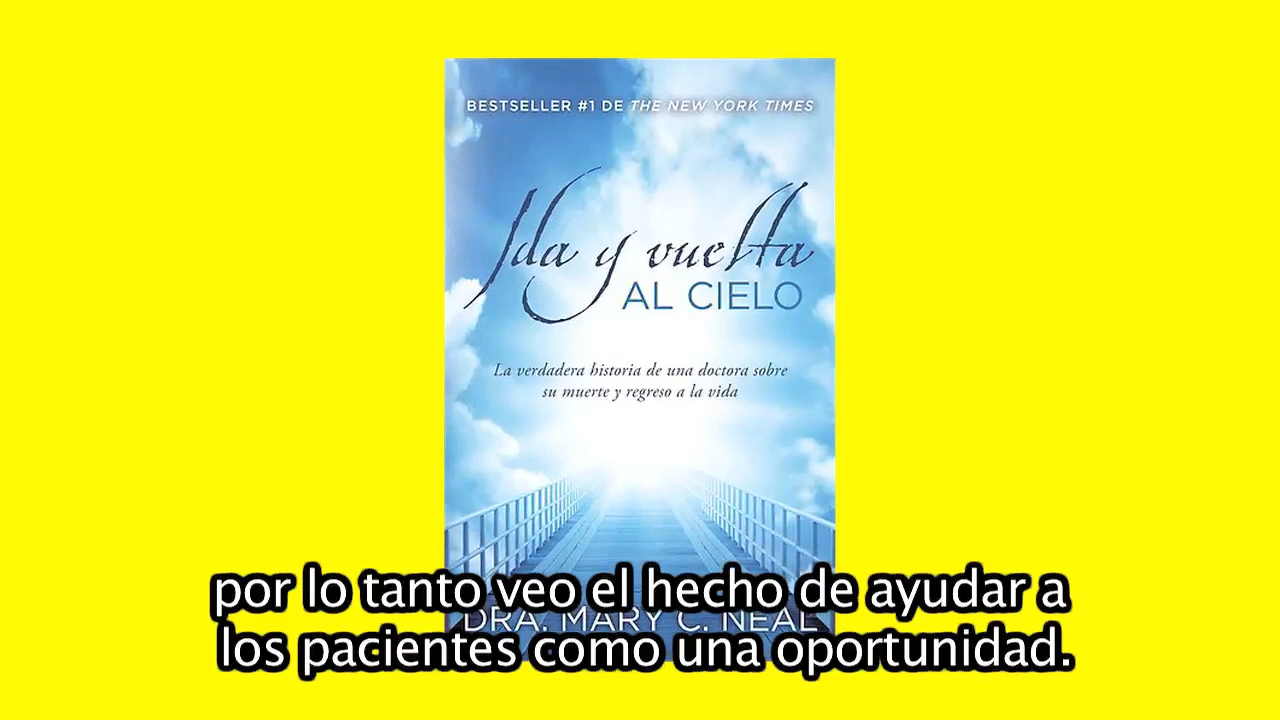 BESTSELLER #1 DE THE NEW YORK TIMES
Ida y vuelta
AL CIELO
La verdadera historia de una doctora sobre
su muerte y regreso a la vida
DRA. MARY C. NEAL
por lo tanto veo el hecho de ayudar a
los pacientes como una oportunidad.